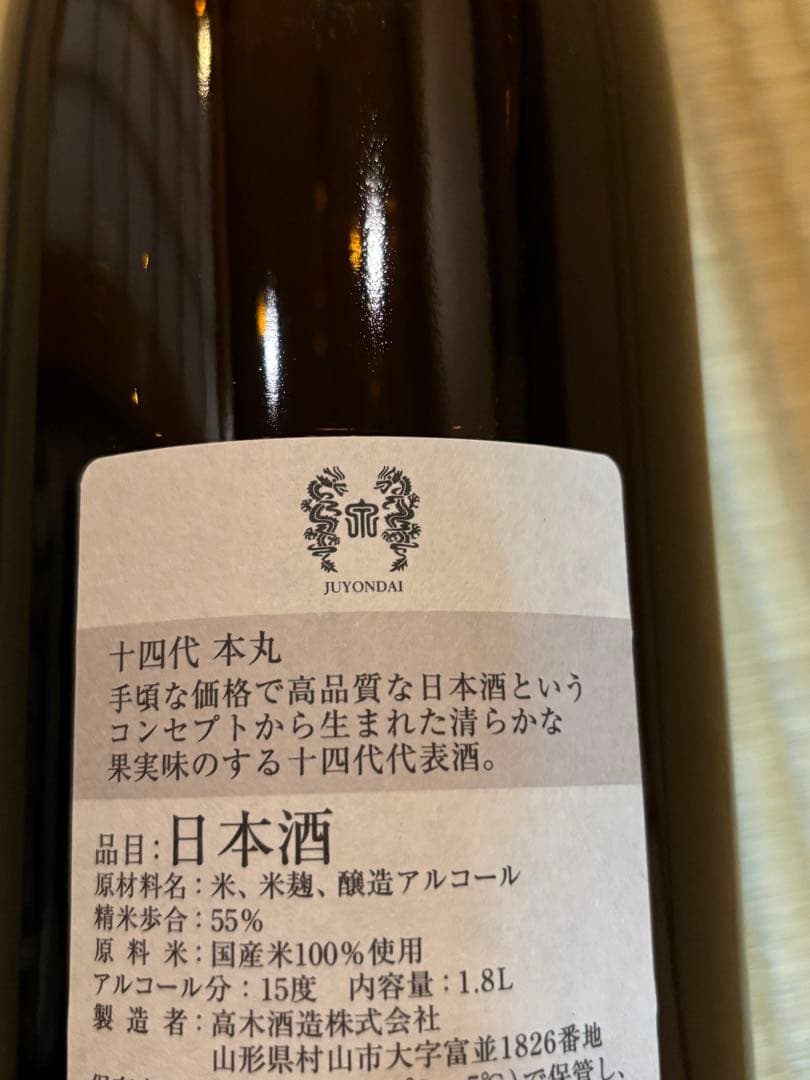 JUYONDAI
十四代 本丸
手頃な価格で高品質な日本酒という
コンセプトから生まれた清らかな
果実味のする十四代代表酒。
品目：日本酒
原材料名：米、米麹、醸造アルコール
精米歩合：55%
原料米：国産米100%使用
アルコール分：15度　内容量：1.8L
製造者：高木酒造株式会社
山形県村山市大字富並1826番地
5℃)で保管し、